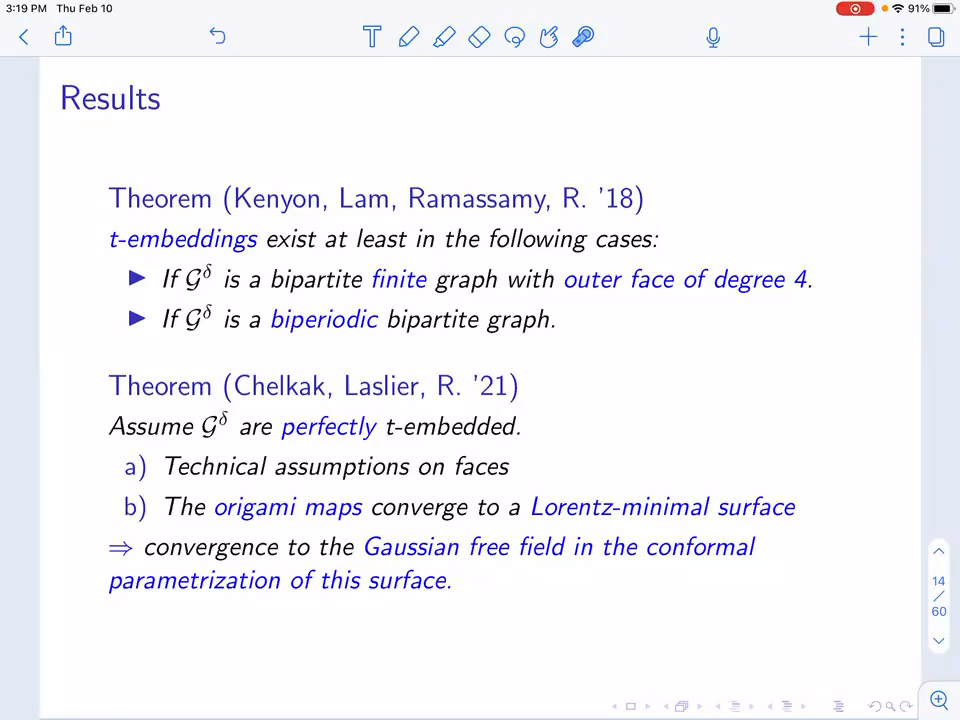 3:19 PM Thu Feb 10
91%
Results
Theorem (Kenyon, Lam, Ramassamy, R. '18)
t-embeddings exist at least in the following cases:
▶ If 𝒢^δ is a bipartite finite graph with outer face of degree 4.
▶ If 𝒢^δ is a biperiodic bipartite graph.
Theorem (Chelkak, Laslier, R. '21)
Assume 𝒢^δ are perfectly t-embedded.
a) Technical assumptions on faces
b) The origami maps converge to a Lorentz-minimal surface
⇒ convergence to the Gaussian free field in the conformal
parametrization of this surface.
14
/
60